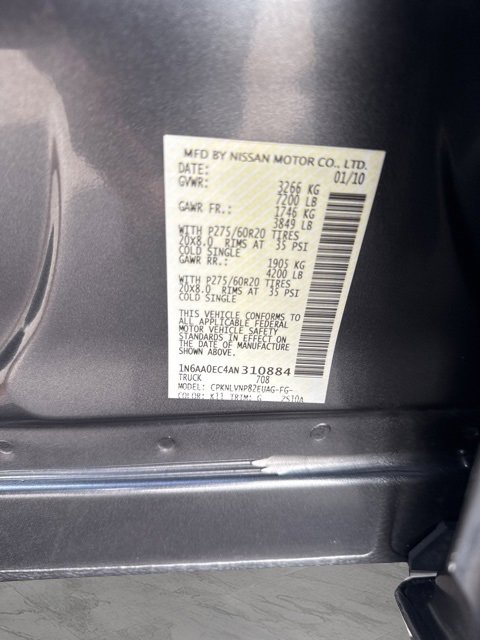 MFD BY NISSAN MOTOR CO., LTD.
DATE: 01/10
GVWR: 3266 KG
7200 LB
GAWR FR.: 1746 KG
3849 LB
WITH P275/60R20 TIRES
20X8.0 RIMS AT 35 PSI
COLD SINGLE
GAWR RR.: 1905 KG
4200 LB
WITH P275/60R20 TIRES
20X8.0 RIMS AT 35 PSI
COLD SINGLE
THIS VEHICLE CONFORMS TO
ALL APPLICABLE FEDERAL
MOTOR VEHICLE SAFETY
STANDARDS IN EFFECT ON
THE DATE OF MANUFACTURE
SHOWN ABOVE.
1N6AA0EC4AN310884
TRUCK 708
MODEL: CPKNLVNP82EUAG-FG-
COLOR: K11 TRIM: G 2S10A